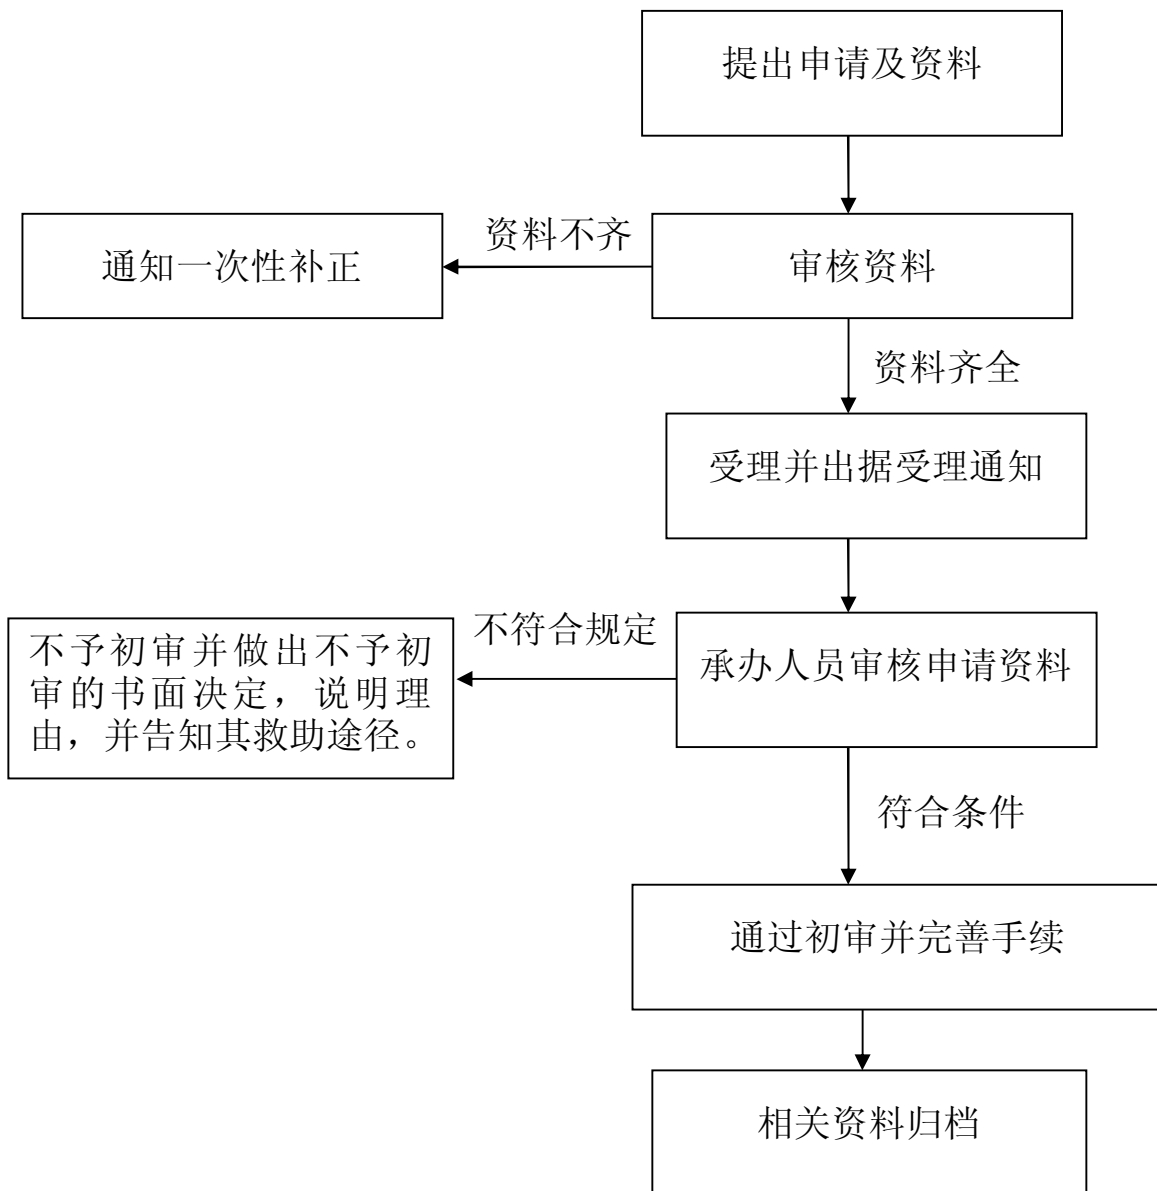 提出申请及资料
资料不齐
通知一次性补正
审核资料
资料齐全
受理并出据受理通知
不符合规定
不予初审并做出不予初
审的书面决定，说明理
由，并告知其救助途径。
承办人员审核申请资料
符合条件
通过初审并完善手续
相关资料归档